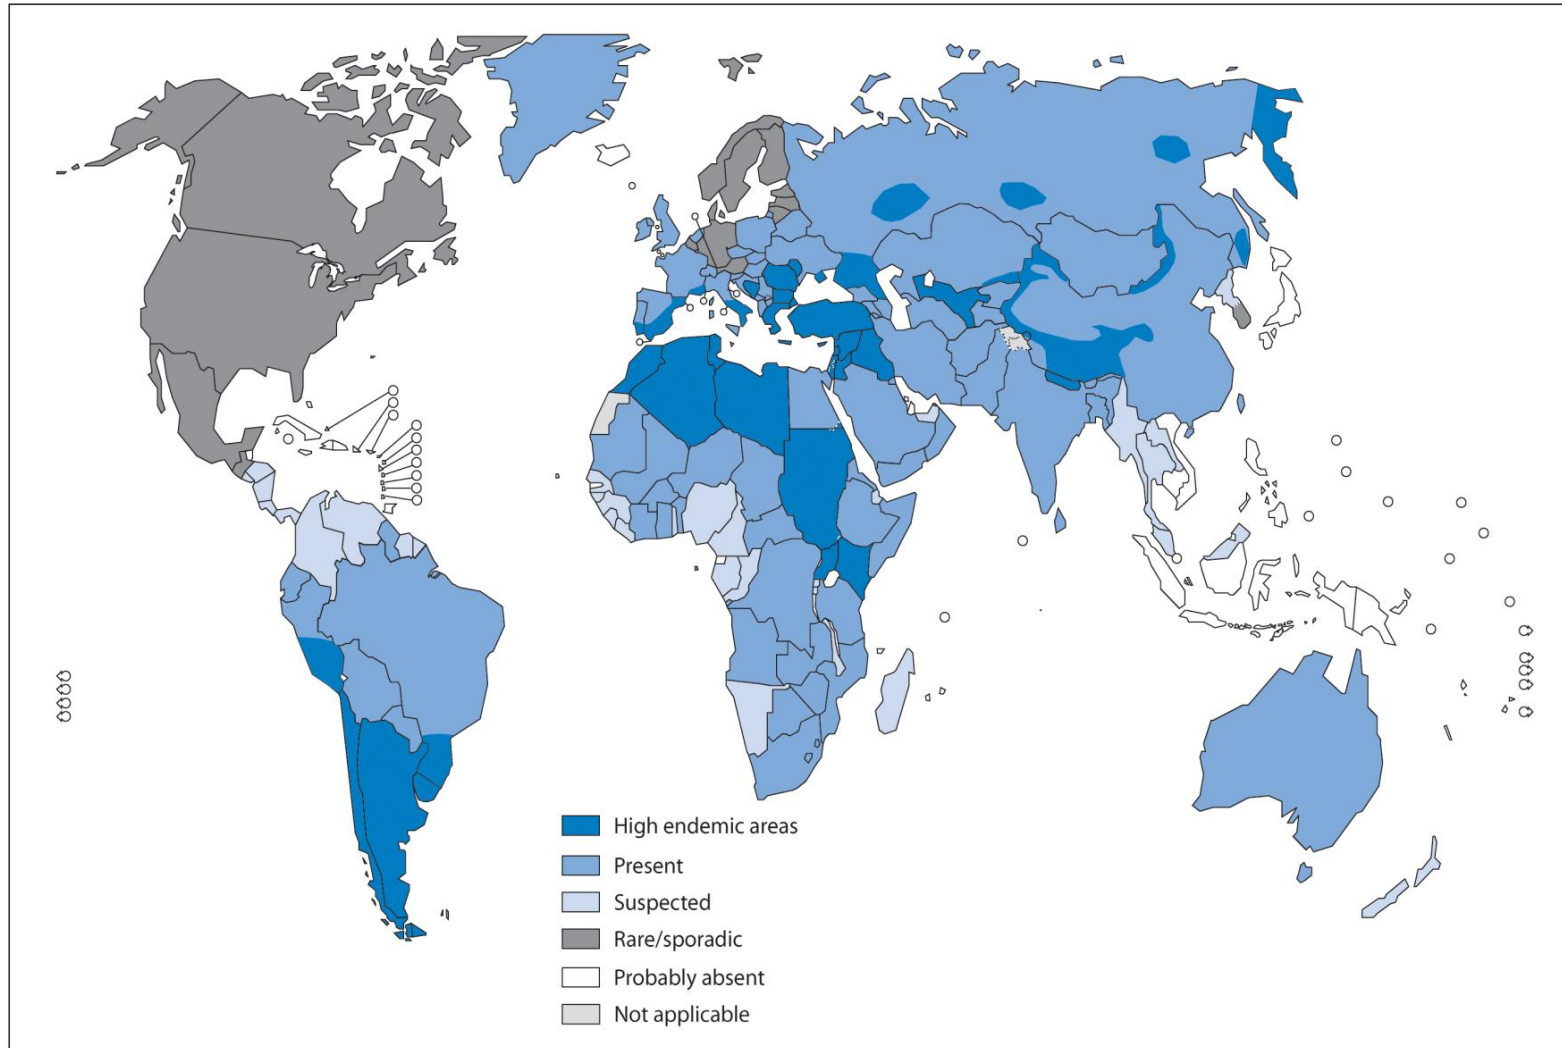 High endemic areas
Present
Suspected
Rare/sporadic
Probably absent
Not applicable